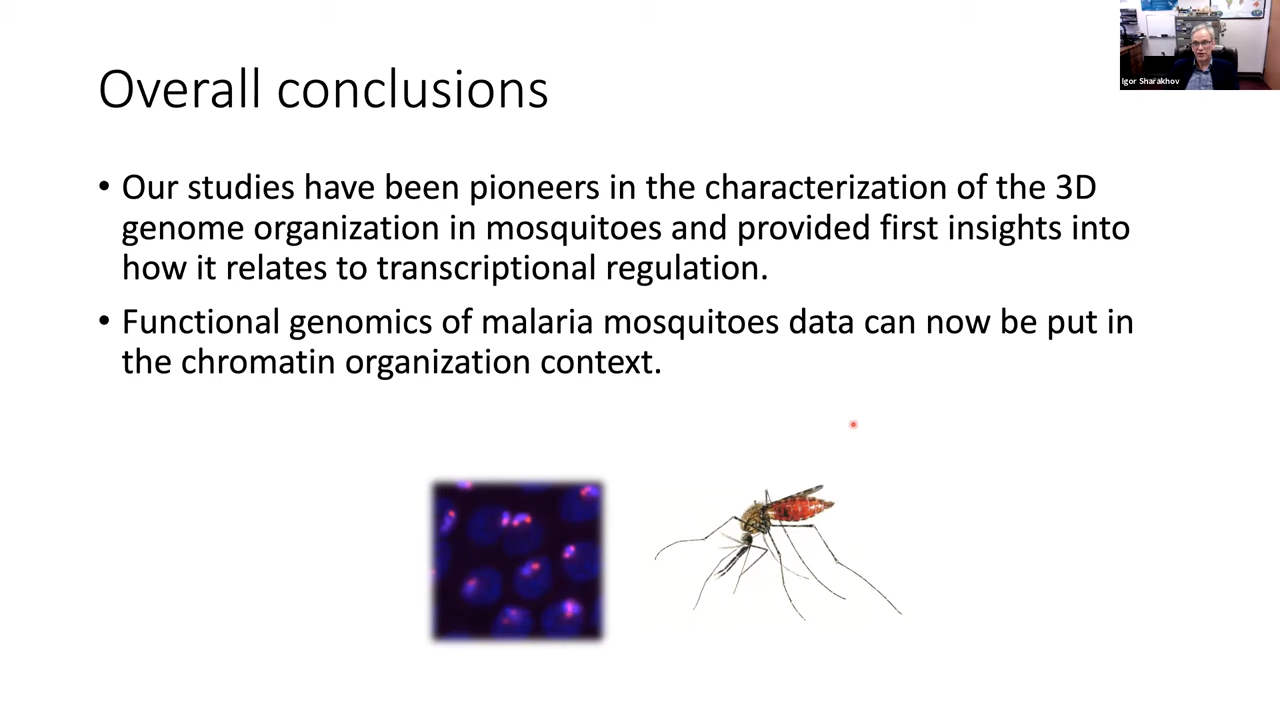 Igor Sharakhov
Overall conclusions
• Our studies have been pioneers in the characterization of the 3D
genome organization in mosquitoes and provided first insights into
how it relates to transcriptional regulation.
• Functional genomics of malaria mosquitoes data can now be put in
the chromatin organization context.